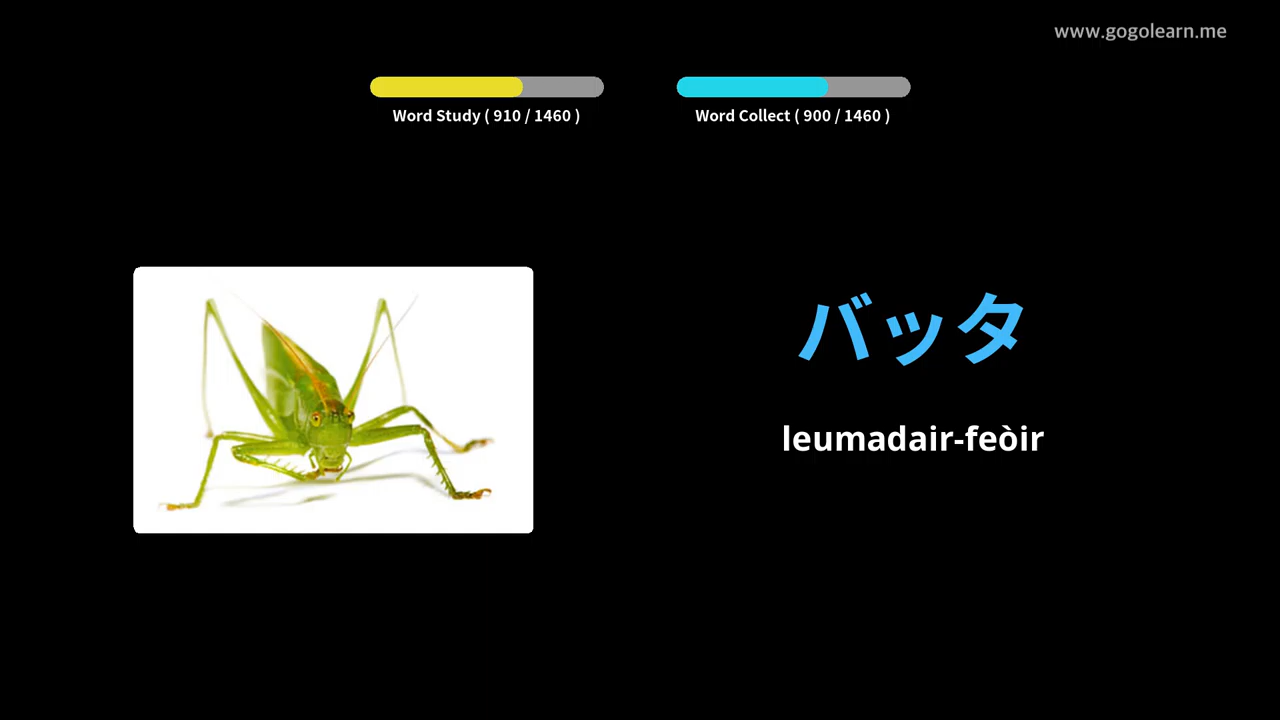 www.gogolearn.me
Word Study ( 910 / 1460 )
Word Collect ( 900 / 1460 )
バッタ
leumadair-feòir